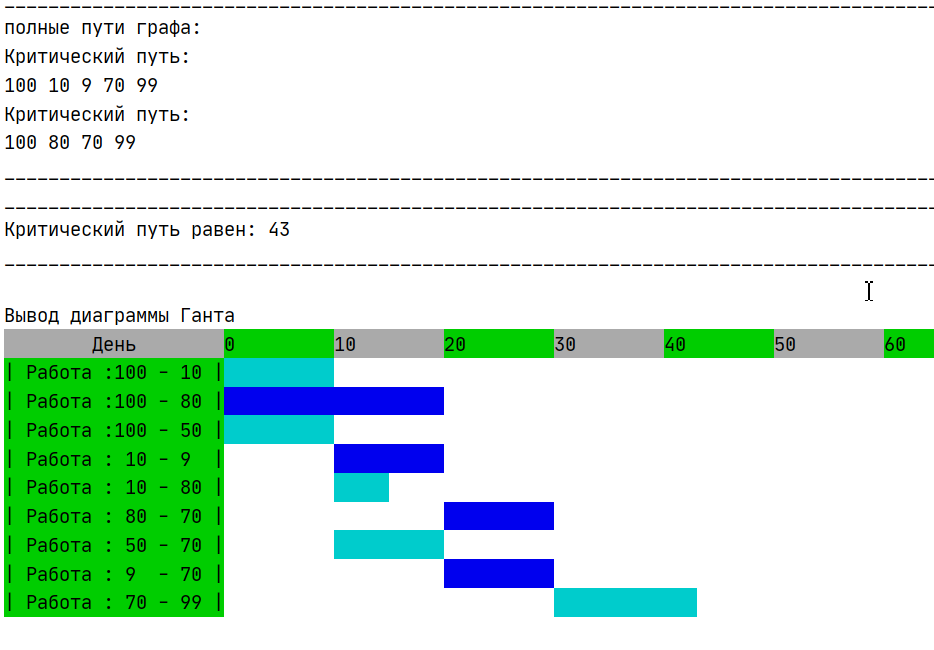 полные пути графа:
Критический путь:
100 10 9 70 99
Критический путь:
100 80 70 99
Критический путь равен: 43
Вывод диаграммы Ганта
День 0 10 20 30 40 50 60
| Работа :100 - 10 |
| Работа :100 - 80 |
| Работа :100 - 50 |
| Работа : 10 - 9 |
| Работа : 10 - 80 |
| Работа : 80 - 70 |
| Работа : 50 - 70 |
| Работа : 9 - 70 |
| Работа : 70 - 99 |